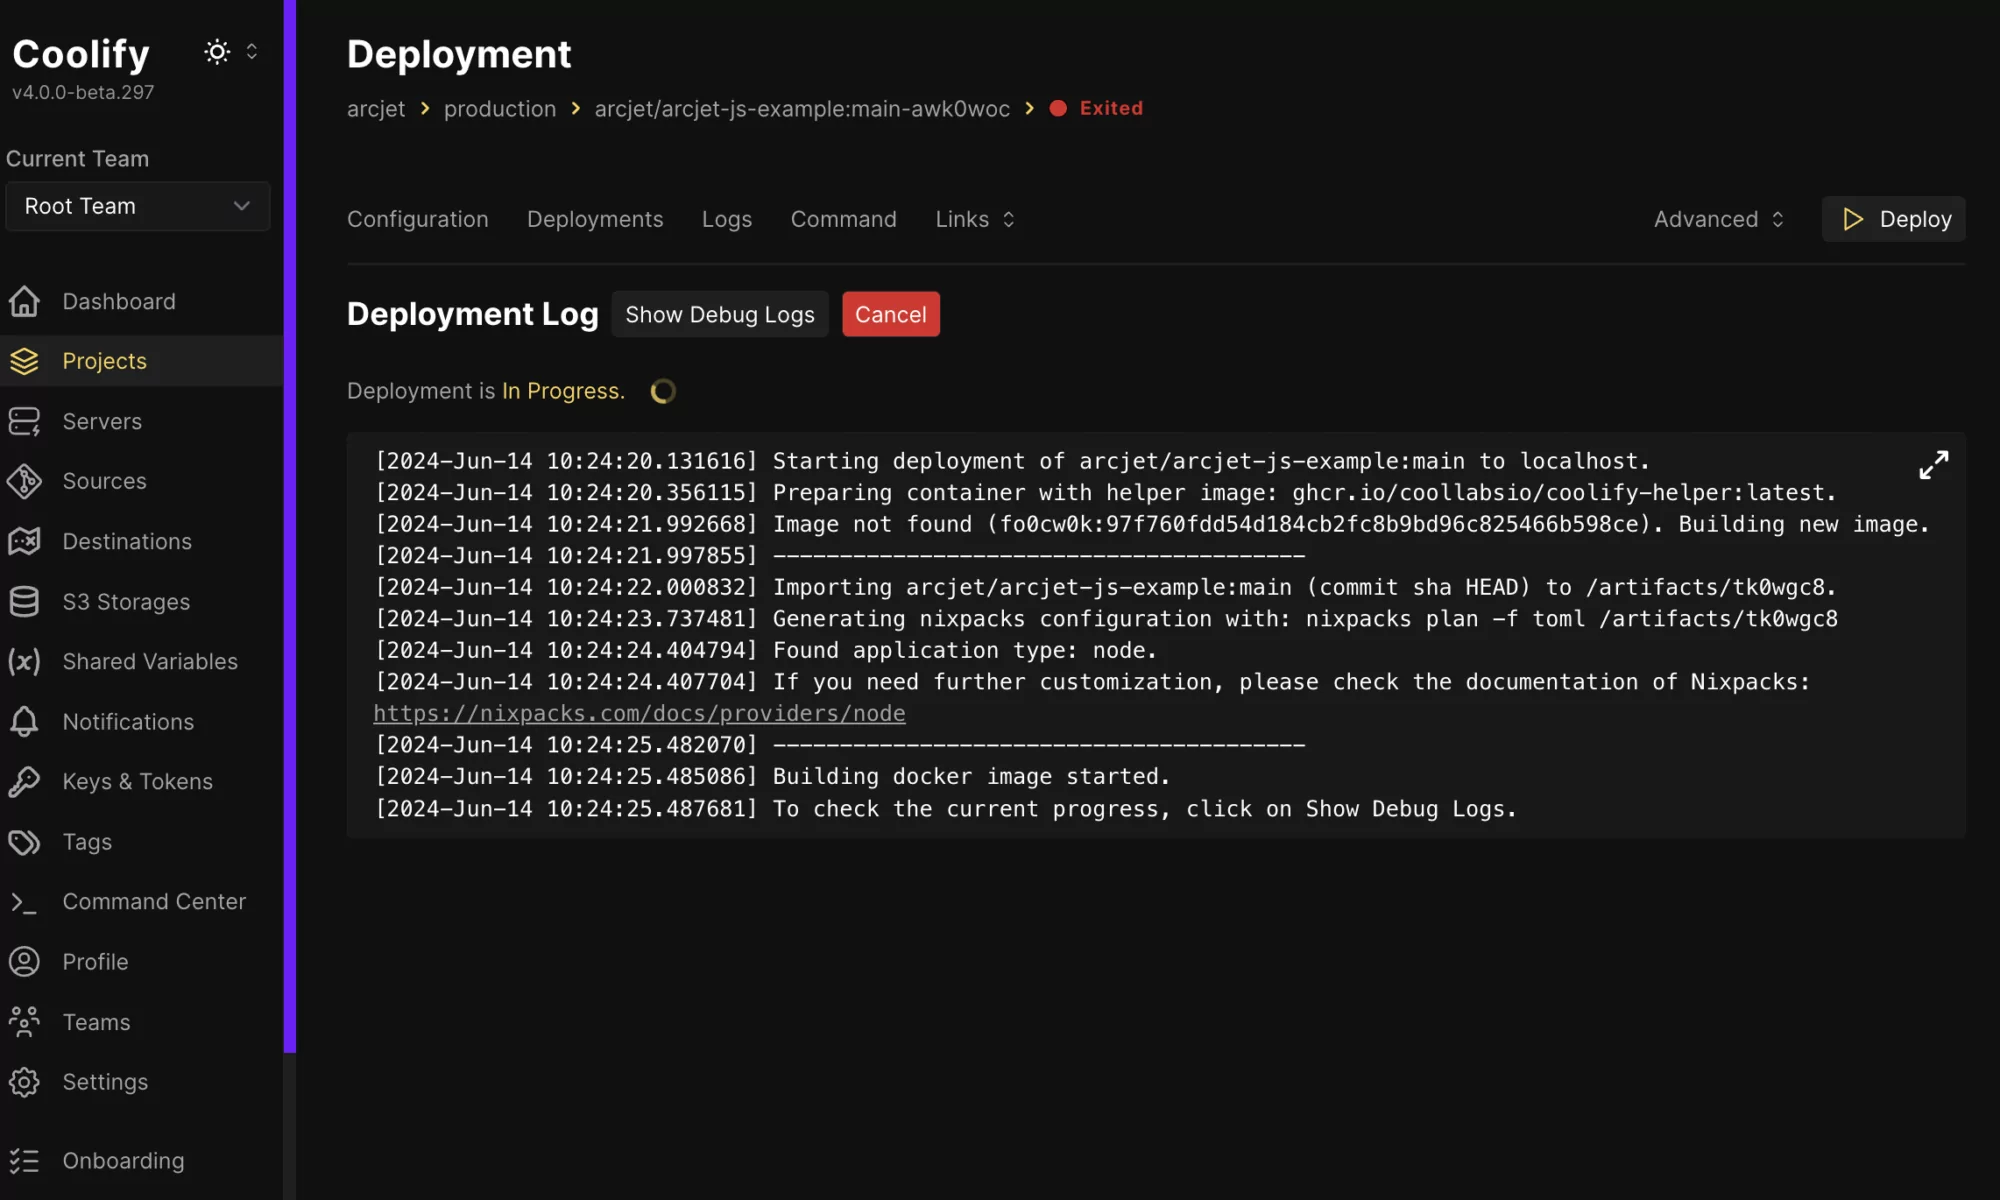 Coolify
v4.0.0-beta.297
Current Team
Root Team
Dashboard
Projects
Servers
Sources
Destinations
S3 Storages
Shared Variables
Notifications
Keys & Tokens
Tags
Command Center
Profile
Teams
Settings
Onboarding
Deployment
arcjet > production > arcjet/arcjet-js-example:main-awk0woc > Exited
Configuration Deployments Logs Command Links Advanced Deploy
Deployment Log Show Debug Logs Cancel
Deployment is In Progress.
[2024-Jun-14 10:24:20.131616] Starting deployment of arcjet/arcjet-js-example:main to localhost.
[2024-Jun-14 10:24:20.356115] Preparing container with helper image: ghcr.io/coollabsio/coolify-helper:latest.
[2024-Jun-14 10:24:21.992668] Image not found (fo0cw0k:97f760fdd54d184cb2fc8b9bd96c825466b598ce). Building new image.
[2024-Jun-14 10:24:21.997855] ----------------------------------------
[2024-Jun-14 10:24:22.000832] Importing arcjet/arcjet-js-example:main (commit sha HEAD) to /artifacts/tk0wgc8.
[2024-Jun-14 10:24:23.737481] Generating nixpacks configuration with: nixpacks plan -f toml /artifacts/tk0wgc8
[2024-Jun-14 10:24:24.404794] Found application type: node.
[2024-Jun-14 10:24:24.407704] If you need further customization, please check the documentation of Nixpacks:
https://nixpacks.com/docs/providers/node
[2024-Jun-14 10:24:25.482070] ----------------------------------------
[2024-Jun-14 10:24:25.485086] Building docker image started.
[2024-Jun-14 10:24:25.487681] To check the current progress, click on Show Debug Logs.